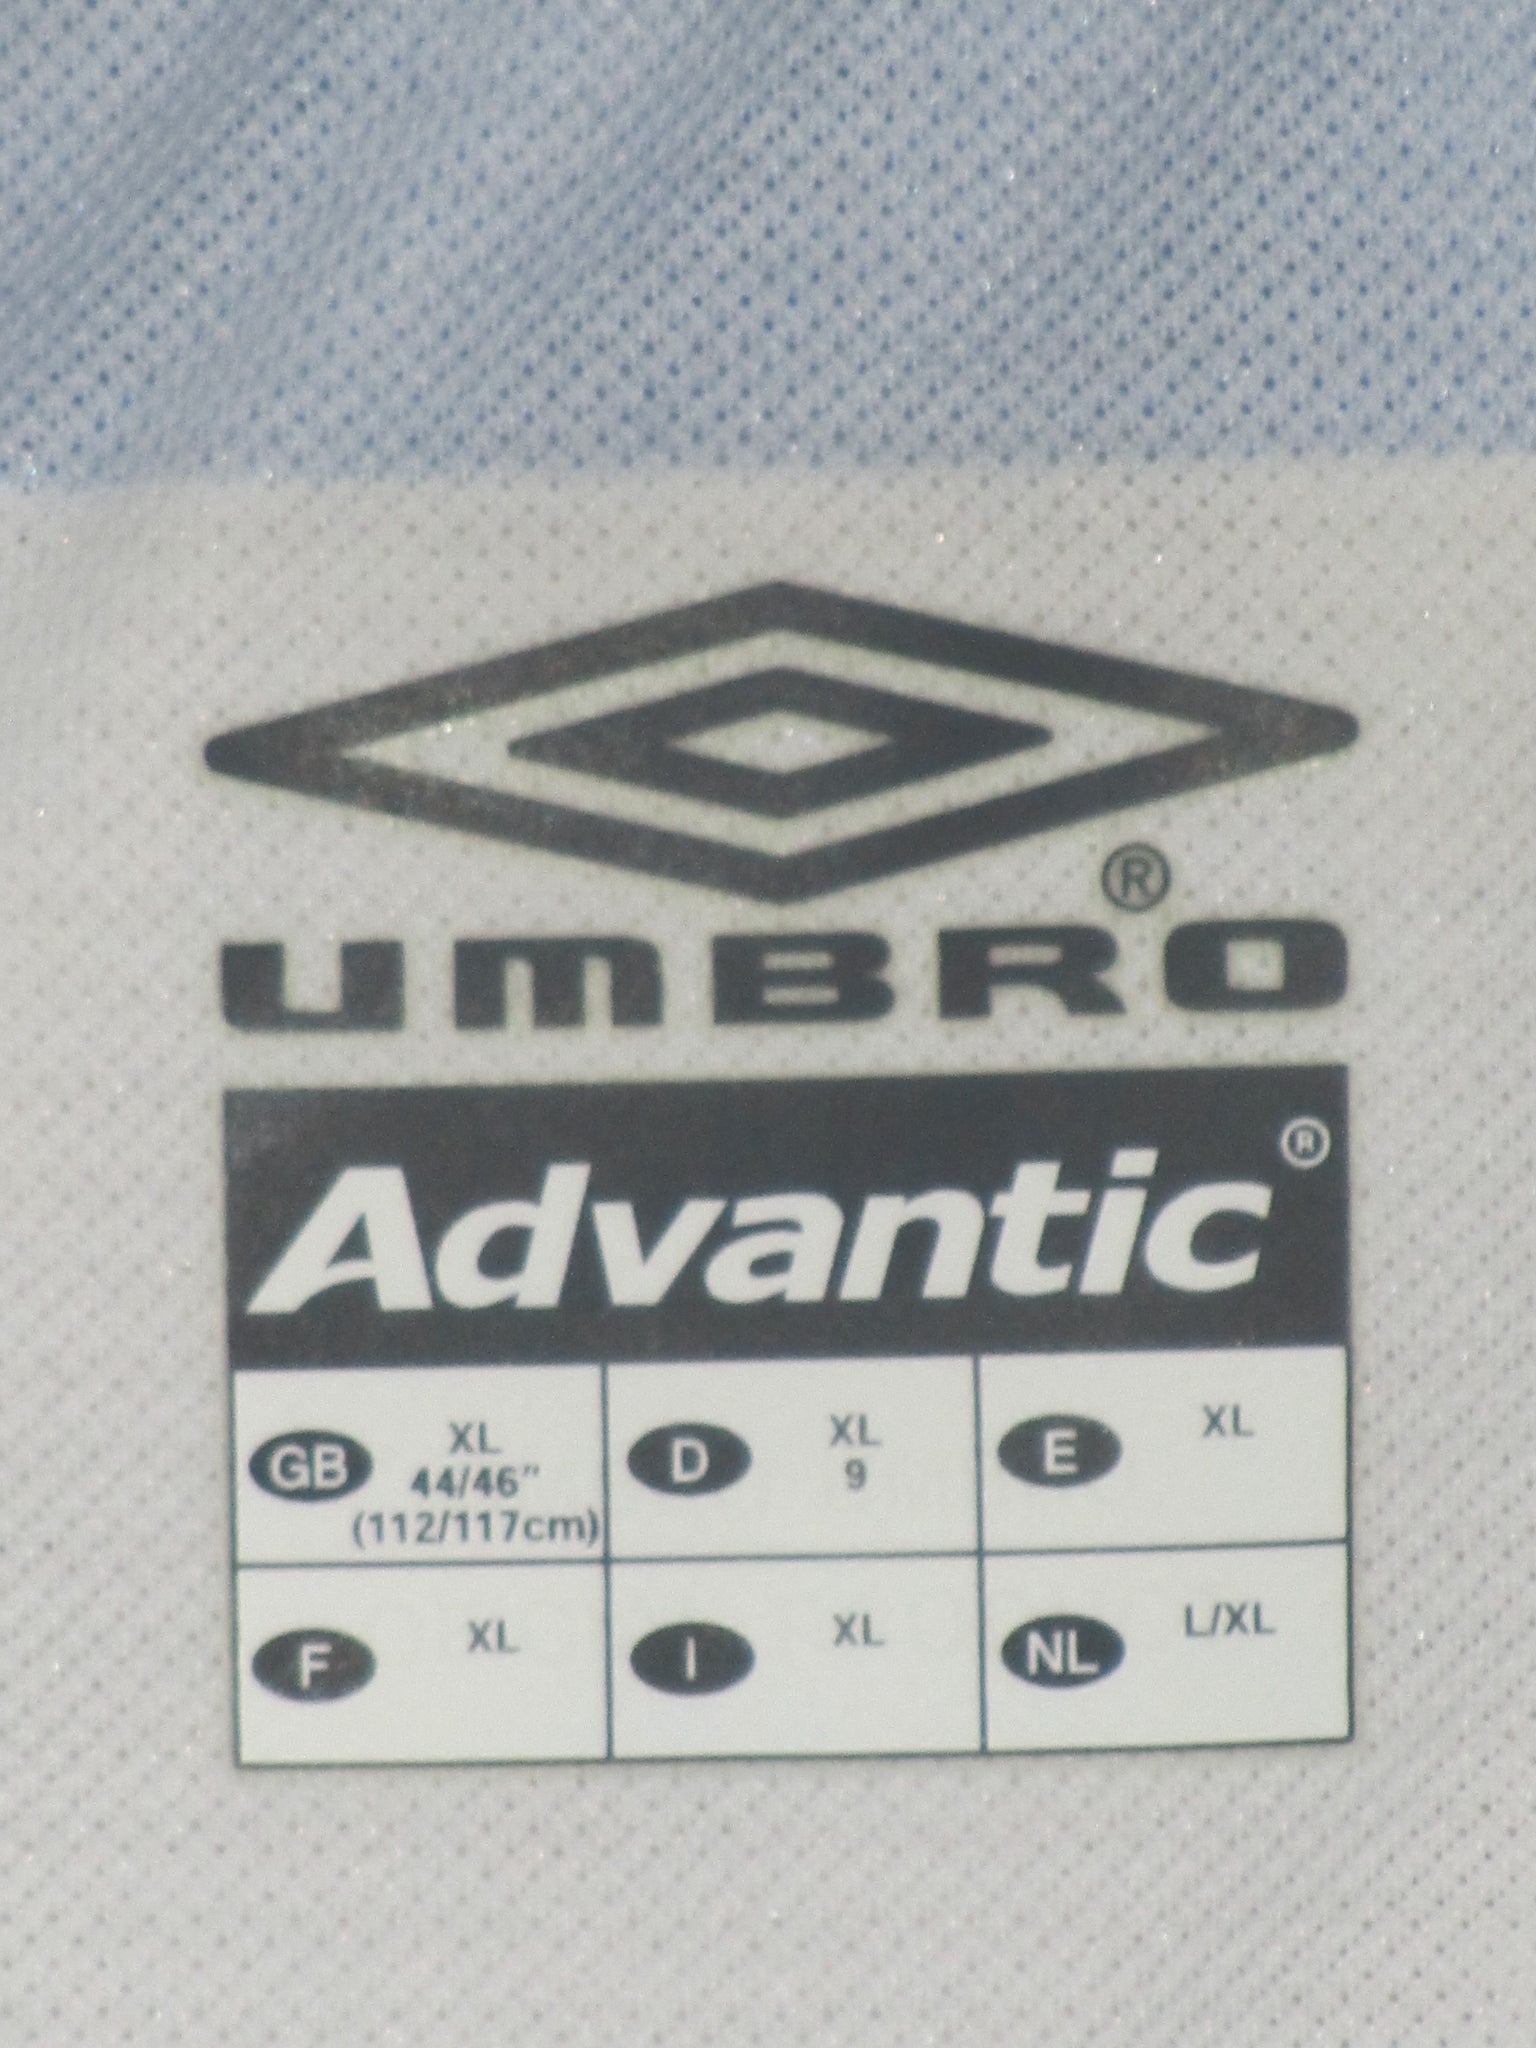 ®
UMBRO
Advantic®
GB XL
44/46"
(112/117cm)
D XL
9
E XL
F XL
I XL
NL L/XL